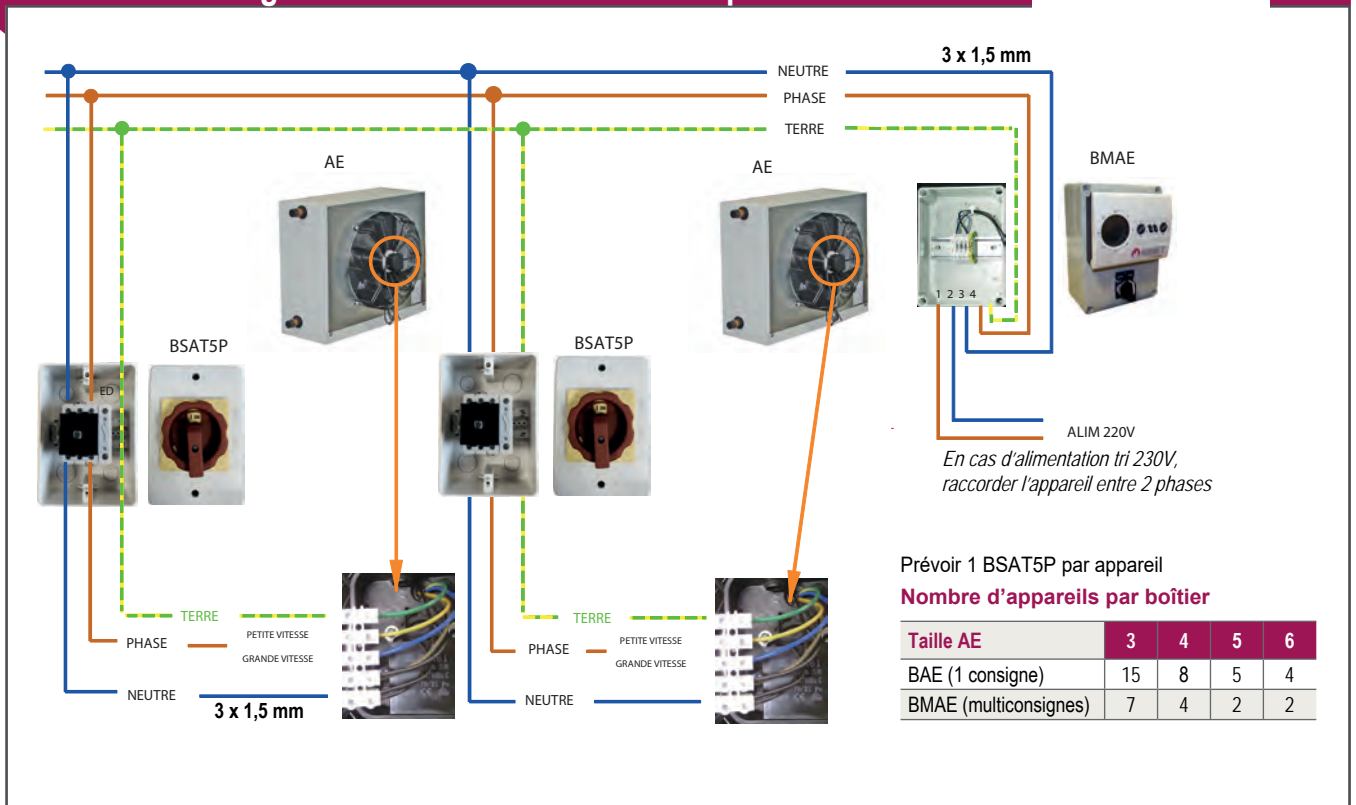 3 x 1,5 mm
NEUTRE
PHASE
TERRE
AE
AE
BMAE
1 2 3 4
BSAT5P
BSAT5P
ED
ALIM 220V
En cas d'alimentation tri 230V,
raccorder l'appareil entre 2 phases
TERRE
PHASE
PETITE VITESSE
GRANDE VITESSE
NEUTRE
3 x 1,5 mm
TERRE
PHASE
PETITE VITESSE
GRANDE VITESSE
NEUTRE
Prévoir 1 BSAT5P par appareil
Nombre d'appareils par boîtier
Taille AE 3 4 5 6
BAE (1 consigne) 15 8 5 4
BMAE (multiconsignes) 7 4 2 2